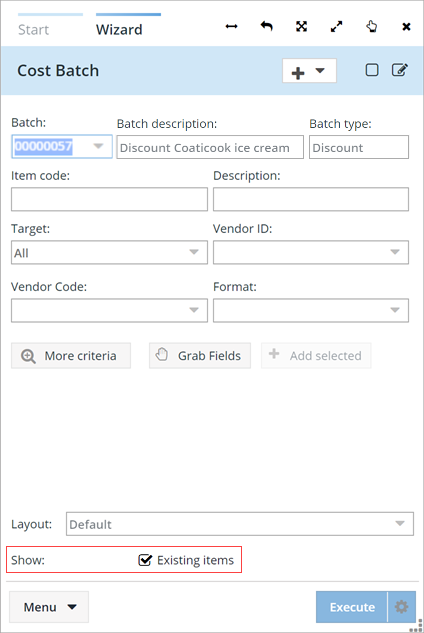 Start Wizard
Cost Batch
Batch: Batch description: Batch type:
00000057 Discount Coaticook ice cream Discount
Item code: Description:
Target: Vendor ID:
All
Vendor Code: Format:
More criteria Grab Fields Add selected
Layout: Default
Show: Existing items
Menu Execute